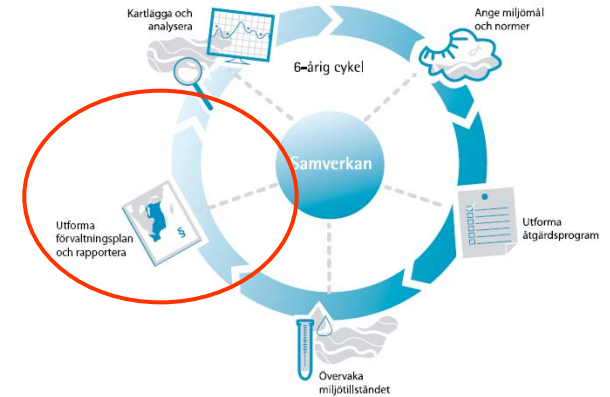 Kartlägga och
analysera
Ange miljömål
och normer
6-årig cykel
Samverkan
Utforma
förvaltningsplan
och rapportera
§
Utforma
åtgärdsprogram
Övervaka
miljötillståndet